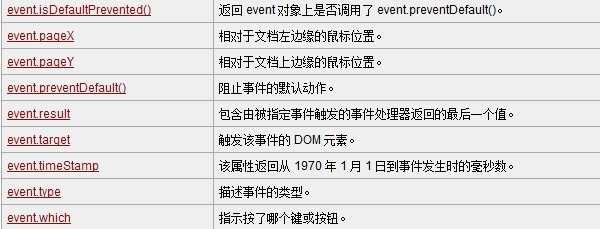 event.isDefaultPrevented() 返回 event 对象上是否调用了 event.preventDefault()。
event.pageX 相对于文档左边缘的鼠标位置。
event.pageY 相对于文档上边缘的鼠标位置。
event.preventDefault() 阻止事件的默认动作。
event.result 包含由被指定事件触发的事件处理器返回的最后一个值。
event.target 触发该事件的 DOM 元素。
event.timeStamp 该属性返回从 1970 年 1 月 1 日到事件发生时的毫秒数。
event.type 描述事件的类型。
event.which 指示按了哪个键或按钮。